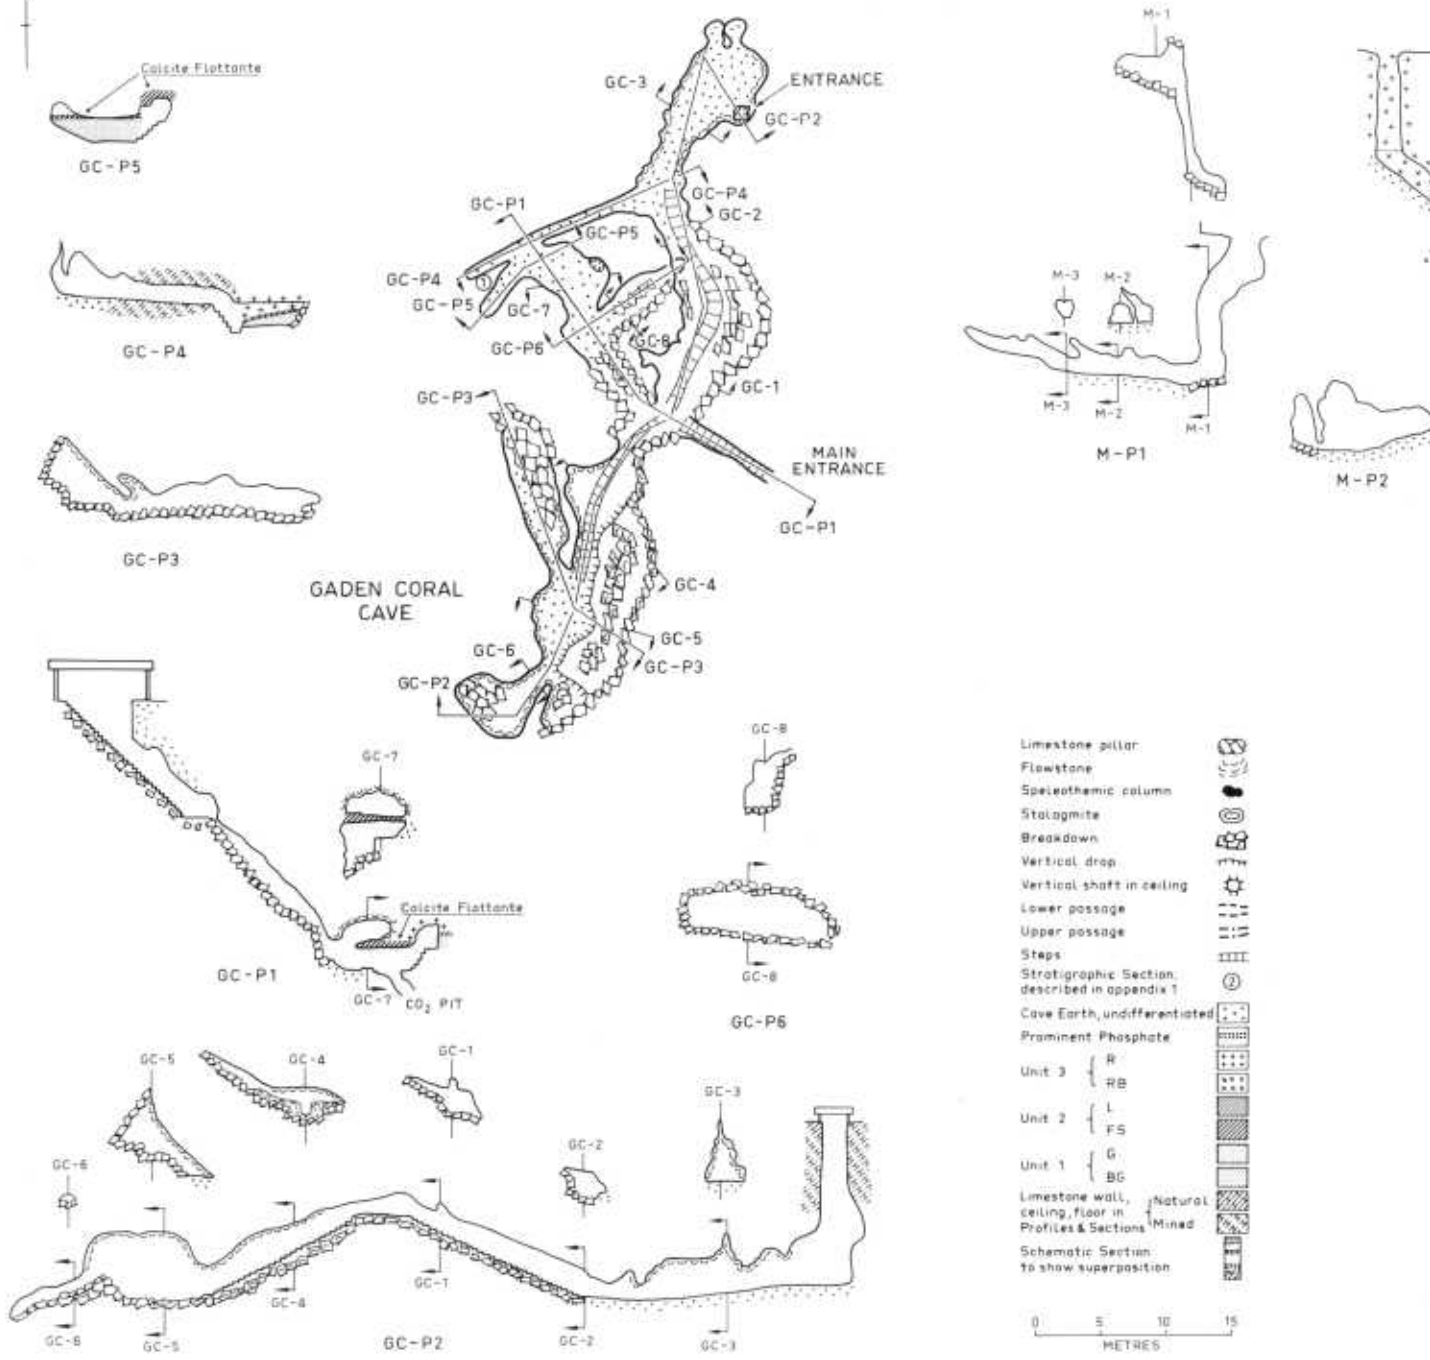 M-1
Calcite Flottante
GC-3
ENTRANCE
GC-P2
GC-P5
GC-P4
GC-P1
GC-2
GC-P5
GC-P4
1
GC-P5
GC-7
M-3
M-2
GC-P6
GC-8
GC-P4
GC-1
GC-P3
M-3
M-2
M-1
M-P1
MAIN
ENTRANCE
M-P2
GC-P1
GC-P3
GADEN CORAL
CAVE
GC-4
GC-5
GC-6
GC-P3
GC-P2
GC-8
GC-7
Calcite Flottante
GC-P1
GC-7
CO2 PIT
GC-8
GC-P6
Limestone pillar
Flowstone
Speleothemic column
Stalagmite
Breakdown
Vertical drop
Vertical shaft in ceiling
Lower passage
Upper passage
Steps
Stratigraphic Section,
described in appendix 1
2
Cave Earth, undifferentiated
Prominent Phosphate
Unit 3 { R
RB
Unit 2 { L
FS
Unit 1 { G
BG
Limestone wall,
ceiling, floor in { Natural
Profiles & Sections Mined
Schematic Section
to show superposition
GC-5
GC-4
GC-1
GC-3
GC-2
GC-6
GC-1
GC-4
GC-6
GC-5
GC-P2
GC-2
GC-3
0 5 10 15
METRES